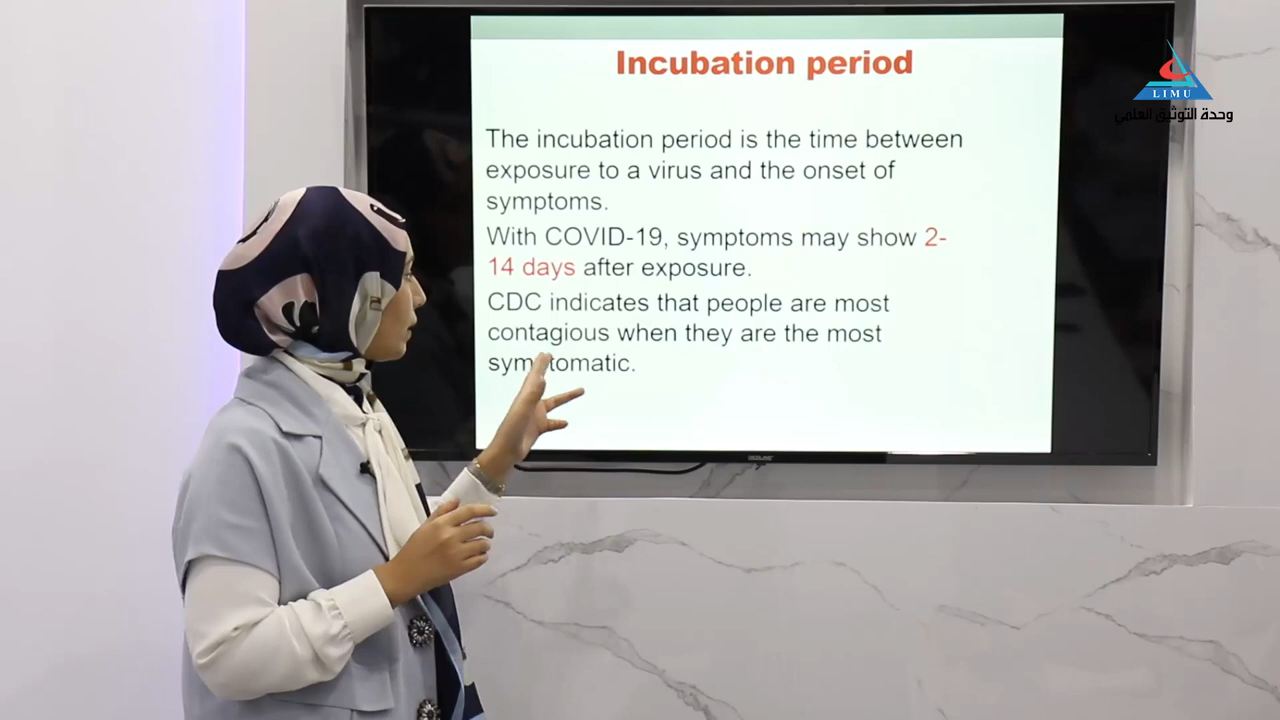 Incubation period
The incubation period is the time between
exposure to a virus and the onset of
symptoms.
With COVID-19, symptoms may show 2-
14 days after exposure.
CDC indicates that people are most
contagious when they are the most
symptomatic.
LIMU
وحدة التوثيق العلمي